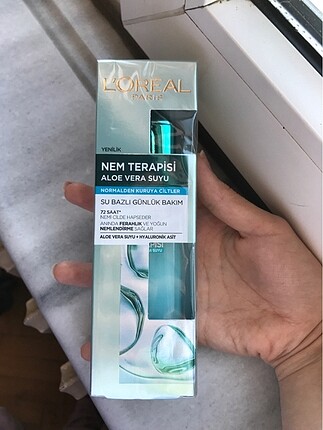 L'ORÉAL
PARIS
YENİLİK
NEM TERAPİSİ
ALOE VERA SUYU
NORMALDEN KURUYA CİLTLER
SU BAZLI GÜNLÜK BAKIM
72 SAAT*
NEMİ CİLDE HAPSEDER
ANINDA FERAHLIK VE YOĞUN
NEMLENDİRME SAĞLAR
ALOE VERA SUYU + HYALURONİK ASİT